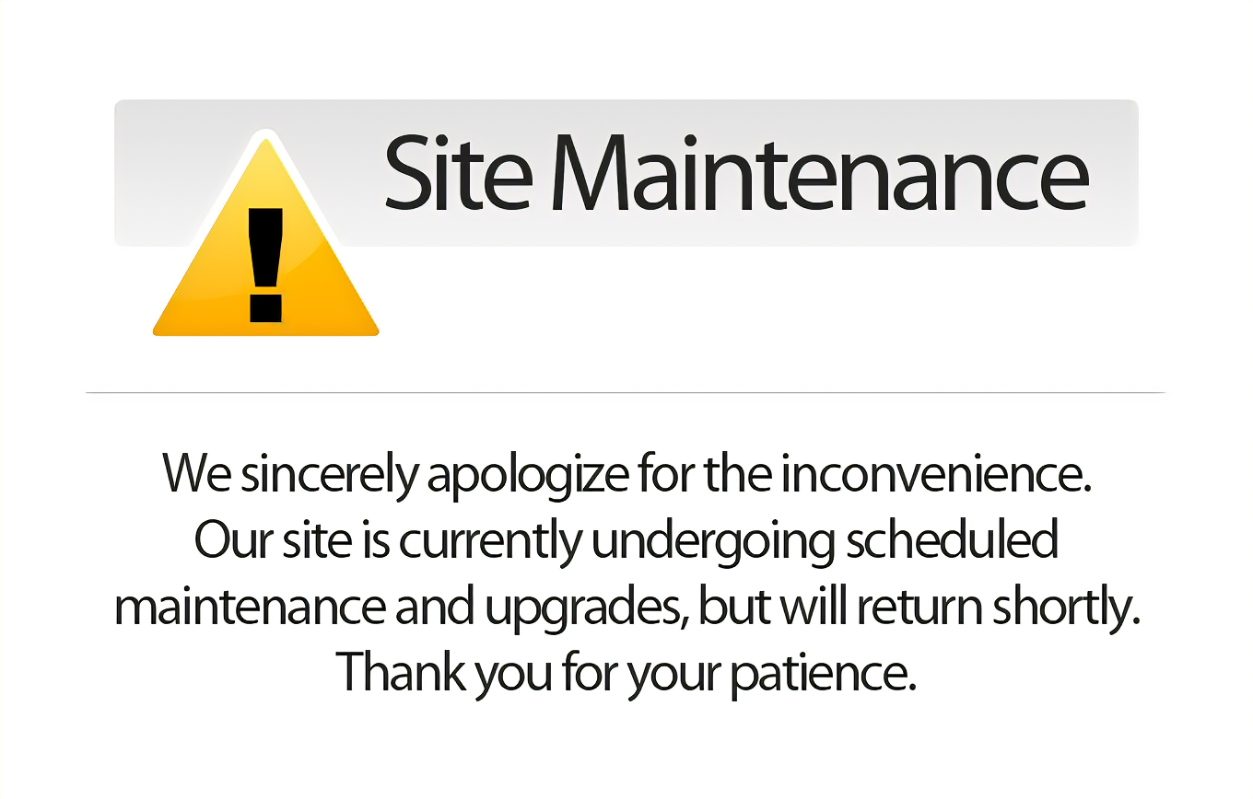 Site Maintenance
!
We sincerely apologize for the inconvenience.
Our site is currently undergoing scheduled
maintenance and upgrades, but will return shortly.
Thank you for your patience.